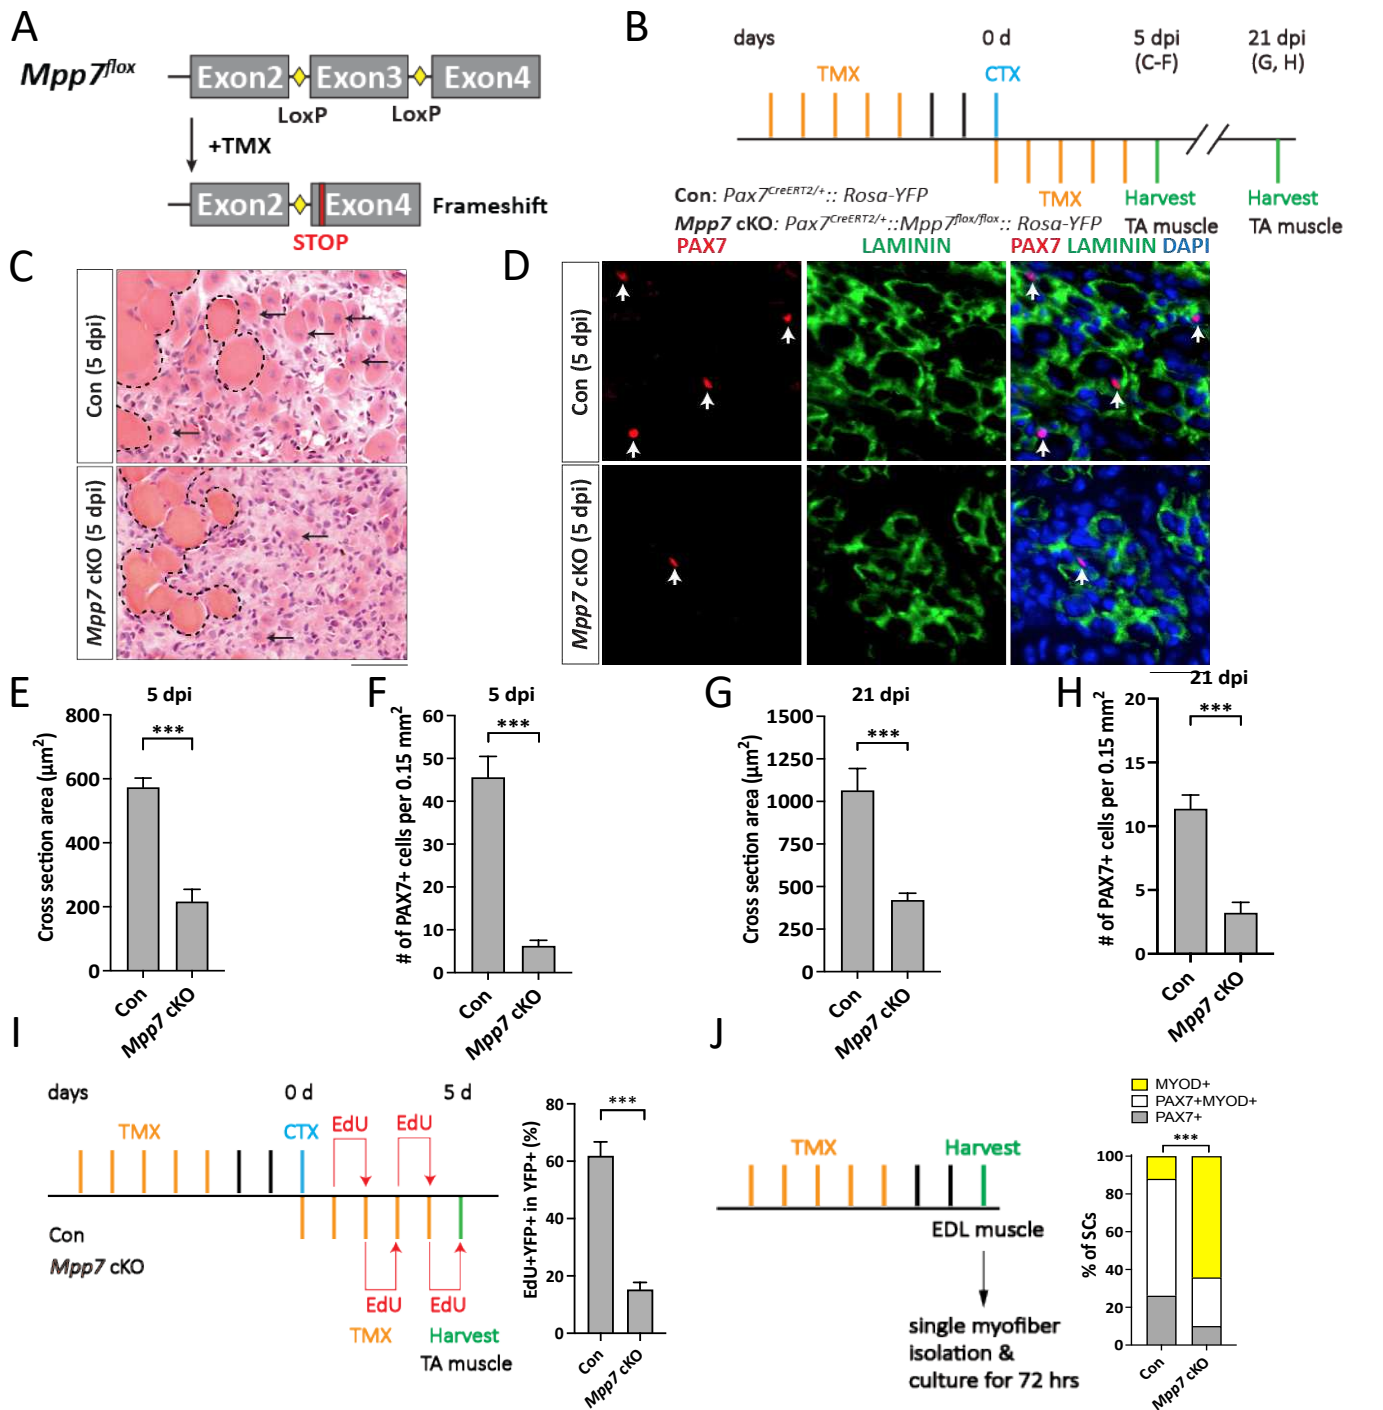 A
Mpp7flox
Exon2
Exon3
Exon4
LoxP
LoxP
+TMX
Exon2
Exon4
Frameshift
STOP
B
days
0 d
5 dpi
(C-F)
21 dpi
(G, H)
TMX
CTX
TMX
Harvest
TA muscle
Harvest
TA muscle
Con: Pax7CreERT2/+:: Rosa-YFP
Mpp7 cKO: Pax7CreERT2/+::Mpp7flox/flox:: Rosa-YFP
C
Con (5 dpi)
Mpp7 cKO (5 dpi)
D
PAX7
LAMININ
PAX7 LAMININ DAPI
Con (5 dpi)
Mpp7 cKO (5 dpi)
E
5 dpi
***
Cross section area (µm2)
800
600
400
200
0
Con
Mpp7 cKO
F
5 dpi
***
# of PAX7+ cells per 0.15 mm2
60
50
40
30
20
10
0
Con
Mpp7 cKO
G
21 dpi
***
Cross section area (µm2)
1500
1250
1000
750
500
250
0
Con
Mpp7 cKO
H
21 dpi
***
# of PAX7+ cells per 0.15 mm2
20
15
10
5
0
Con
Mpp7 cKO
I
days
0 d
5 d
TMX
CTX
EdU
EdU
Con
Mpp7 cKO
EdU
EdU
TMX
Harvest
TA muscle
***
EdU+YFP+ in YFP+ (%)
80
60
40
20
0
Con
Mpp7 cKO
J
TMX
Harvest
EDL muscle
single myofiber
isolation &
culture for 72 hrs
MYOD+
PAX7+MYOD+
PAX7+
***
% of SCs
100
80
60
40
20
0
Con
Mpp7 cKO